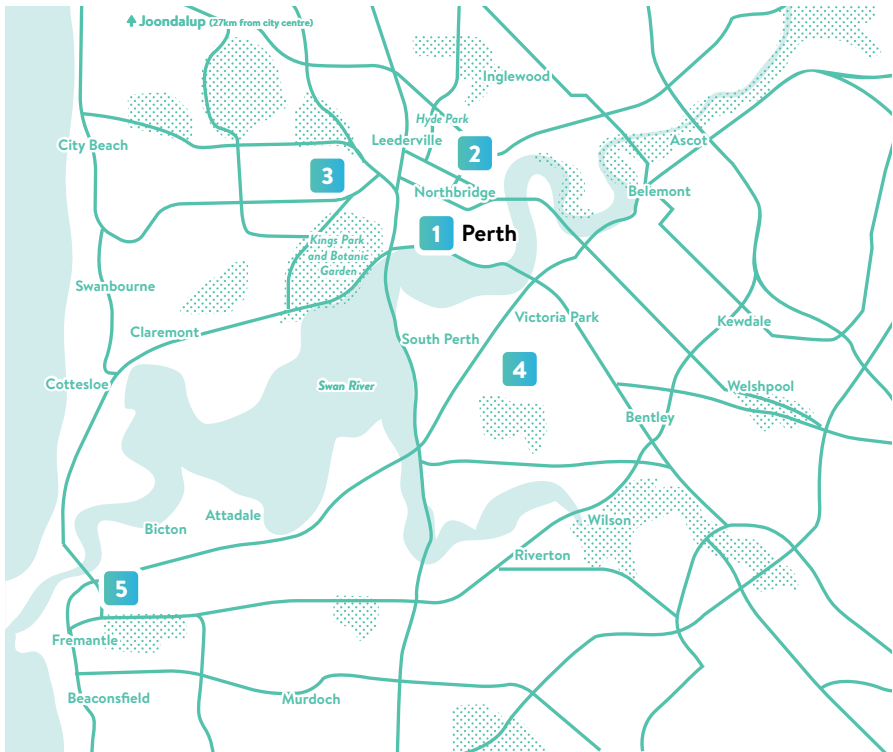 Joondalup (27km from city centre)
Inglewood
Hyde Park
City Beach
Leederville
Ascot
2
3
Northbridge
Belemont
1 Perth
Kings Park
and Botanic
Garden
Swanbourne
Victoria Park
Kewdale
Claremont
South Perth
4
Cottesloe
Swan River
Welshpool
Bentley
Attadale
Bicton
Wilson
Riverton
5
Fremantle
Beaconsfield
Murdoch